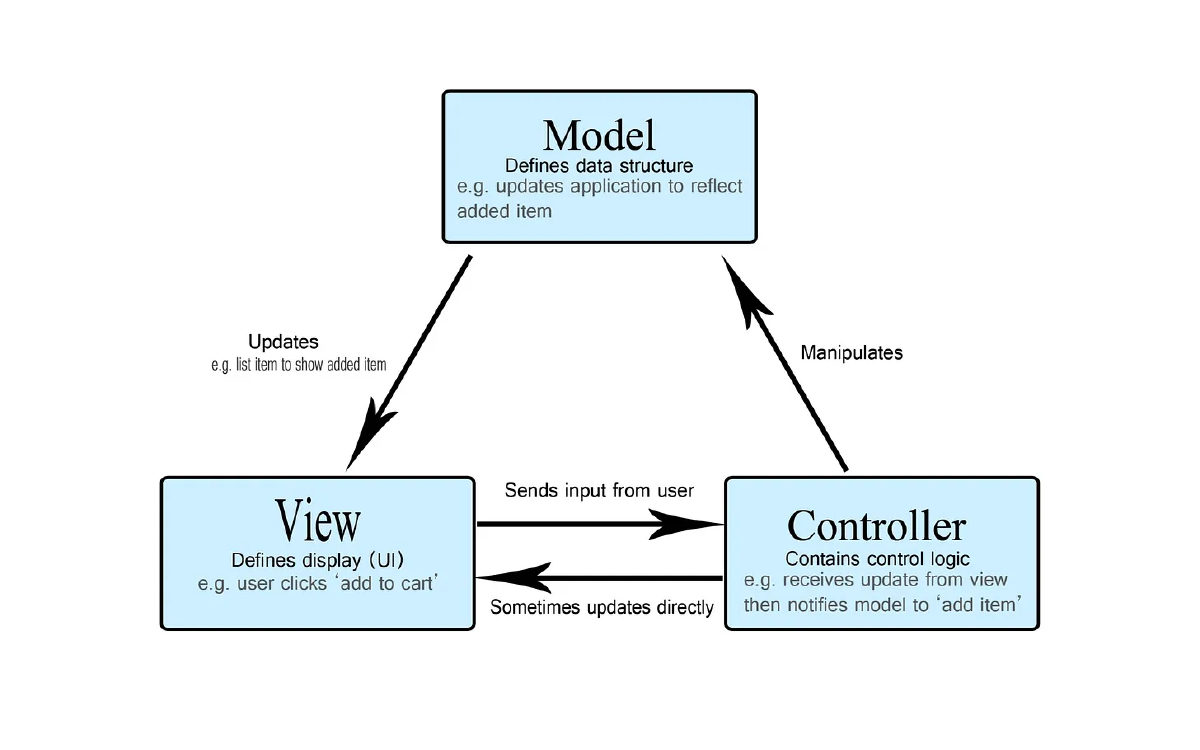 Model
Defines data structure
e.g. updates application to reflect
added item
Updates
e.g. list item to show added item
Manipulates
View
Defines display (UI)
e.g. user clicks ‘add to cart’
Sends input from user
Sometimes updates directly
Controller
Contains control logic
e.g. receives update from view
then notifies model to ‘add item’